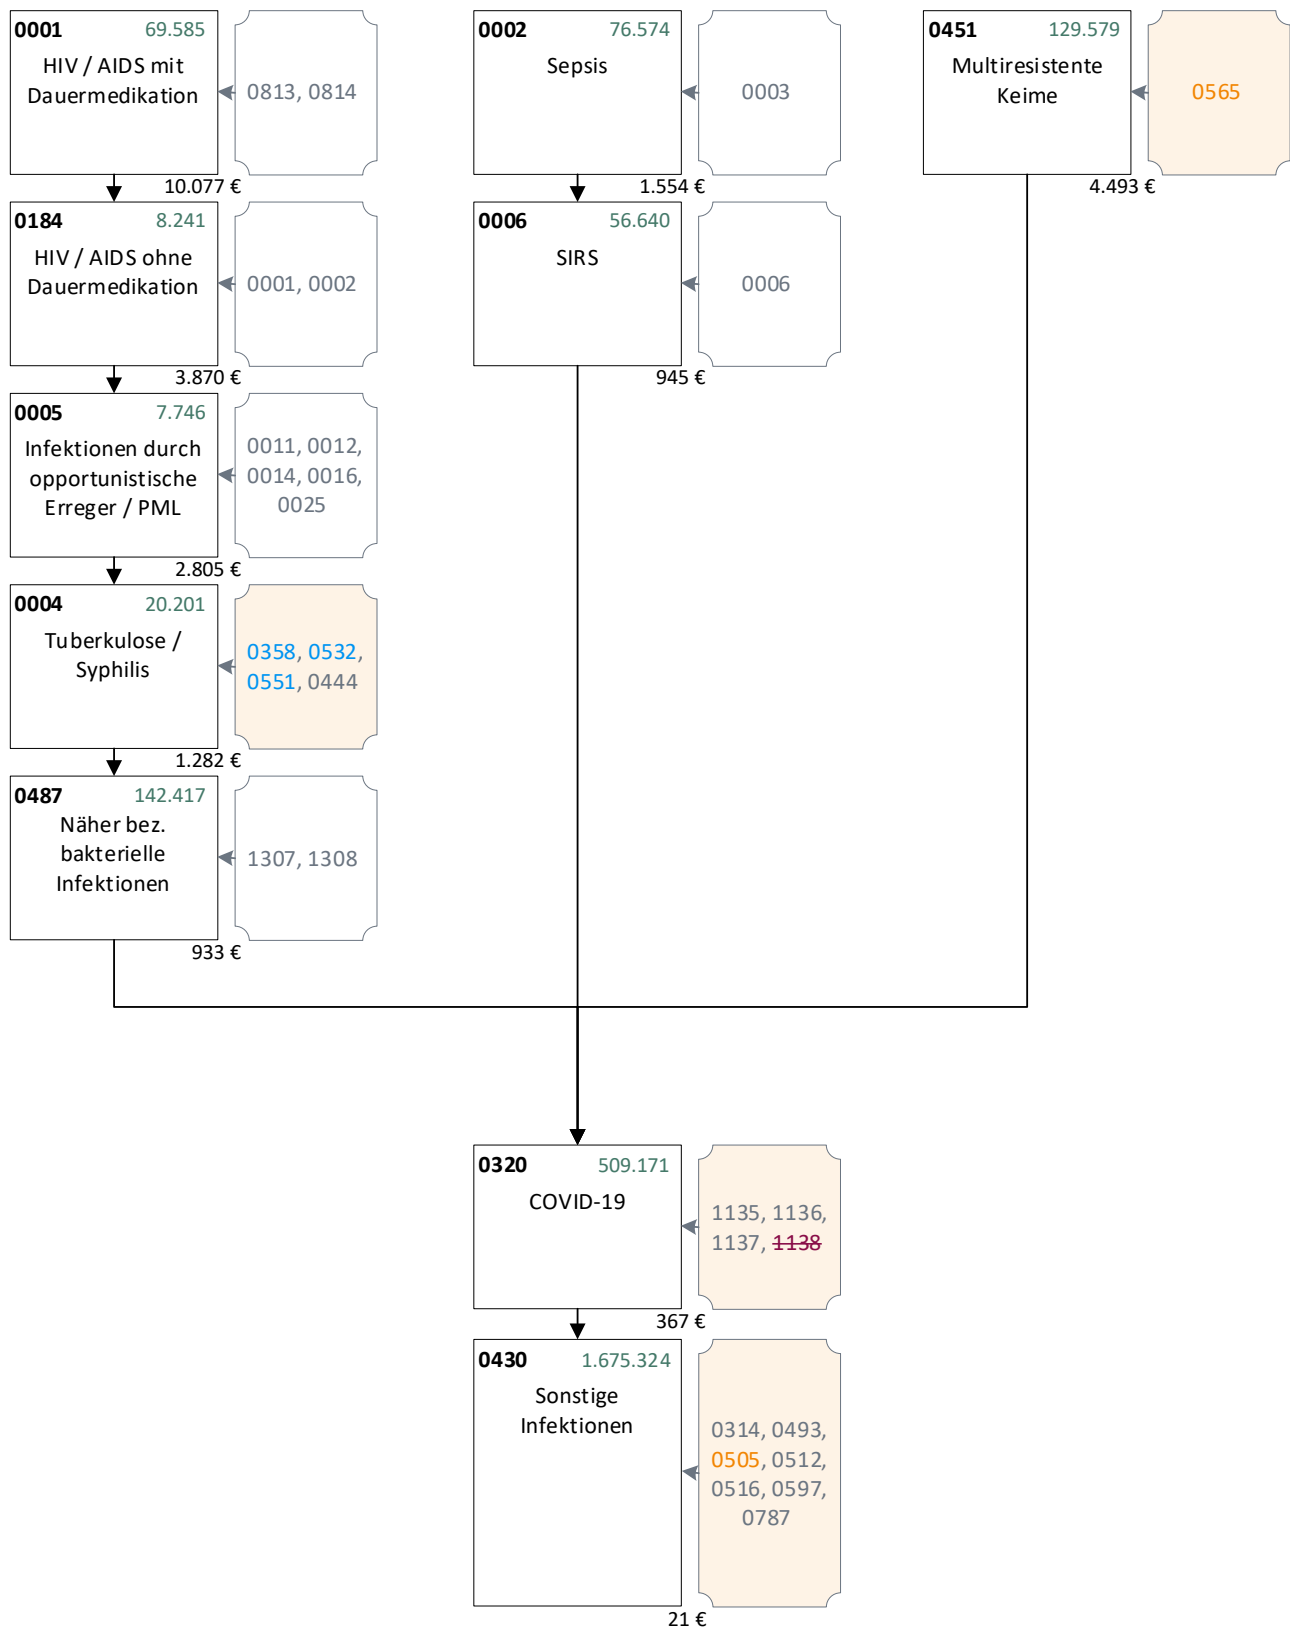 0001 69.585
HIV / AIDS mit
Dauermedikation
0813, 0814
10.077 €
0184 8.241
HIV / AIDS ohne
Dauermedikation
0001, 0002
3.870 €
0005 7.746
Infektionen durch
opportunistische
Erreger / PML
0011, 0012,
0014, 0016,
0025
2.805 €
0004 20.201
Tuberkulose /
Syphilis
0358, 0532,
0551, 0444
1.282 €
0487 142.417
Näher bez.
bakterielle
Infektionen
1307, 1308
933 €
0002 76.574
Sepsis
0003
1.554 €
0006 56.640
SIRS
0006
945 €
0451 129.579
Multiresistente
Keime
0565
4.493 €
0320 509.171
COVID-19
1135, 1136,
1137, 1138
367 €
0430 1.675.324
Sonstige
Infektionen
0314, 0493,
0505, 0512,
0516, 0597,
0787
21 €